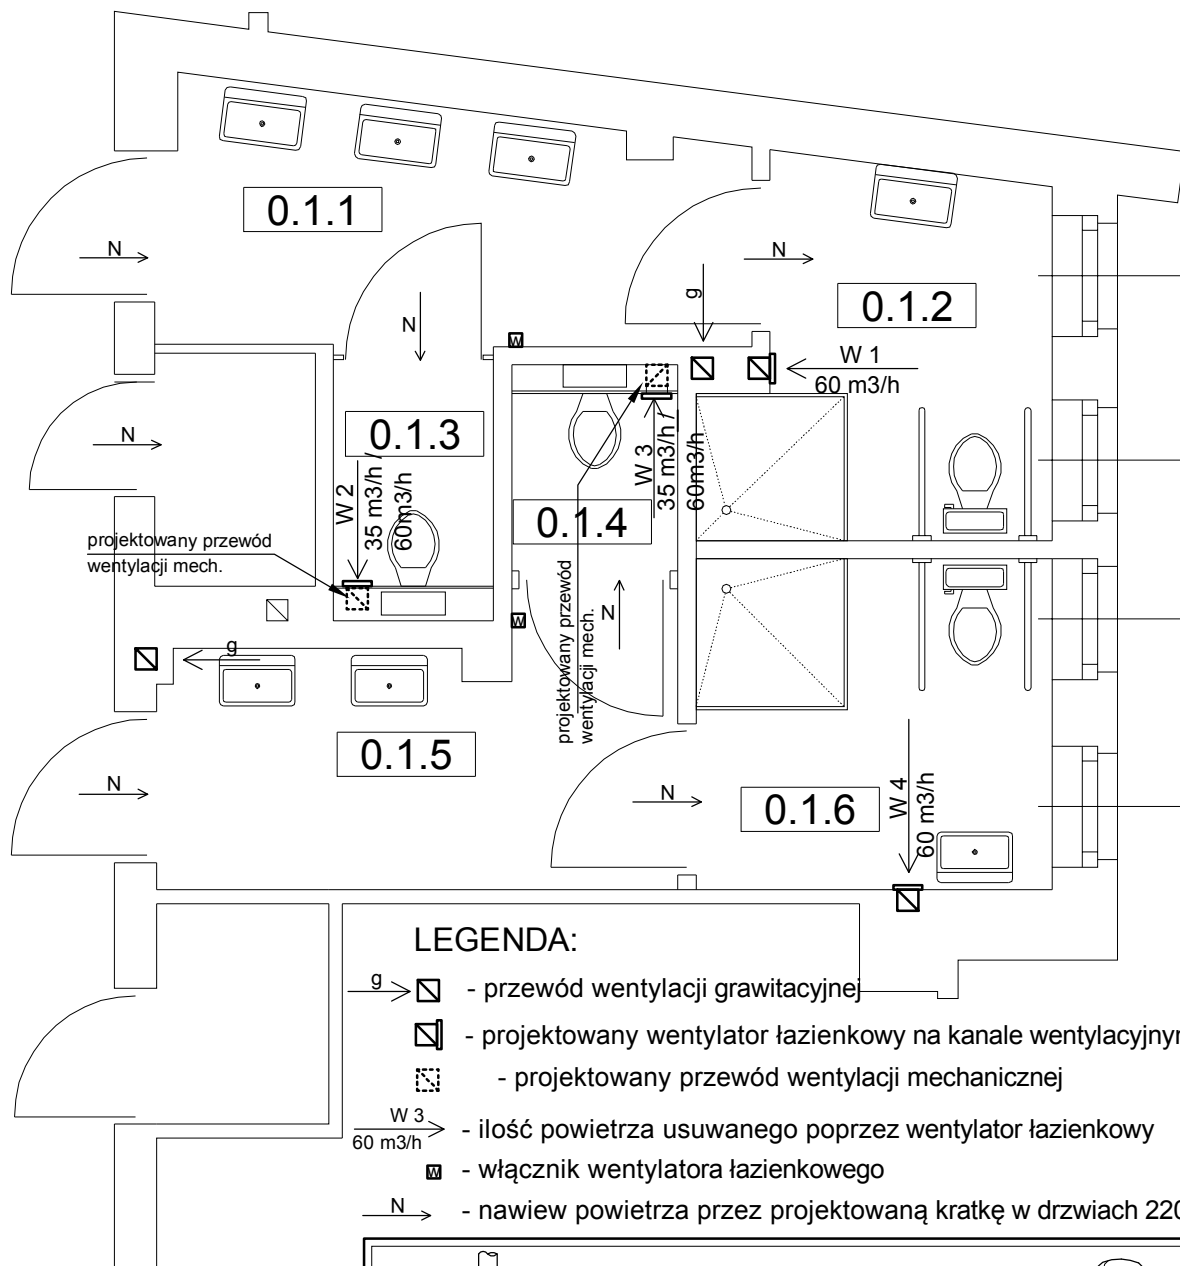 0.1.1
N
N
g
0.1.2
N
W
W 1
60 m3/h
N
0.1.3
W 2
35 m3/h /
60m3/h
W 3
35 m3/h /
60m3/h
0.1.4
projektowany przewód
wentylacji mech.
projektowany przewód
wentylacji mech.
N
W
g
0.1.5
N
N
0.1.6
W 4
60 m3/h
LEGENDA:
g
- przewód wentylacji grawitacyjnej
- projektowany wentylator łazienkowy na kanale wentylacyjnym
- projektowany przewód wentylacji mechanicznej
W 3
60 m3/h
- ilość powietrza usuwanego poprzez wentylator łazienkowy
W
- włącznik wentylatora łazienkowego
N
- nawiew powietrza przez projektowaną kratkę w drzwiach 220